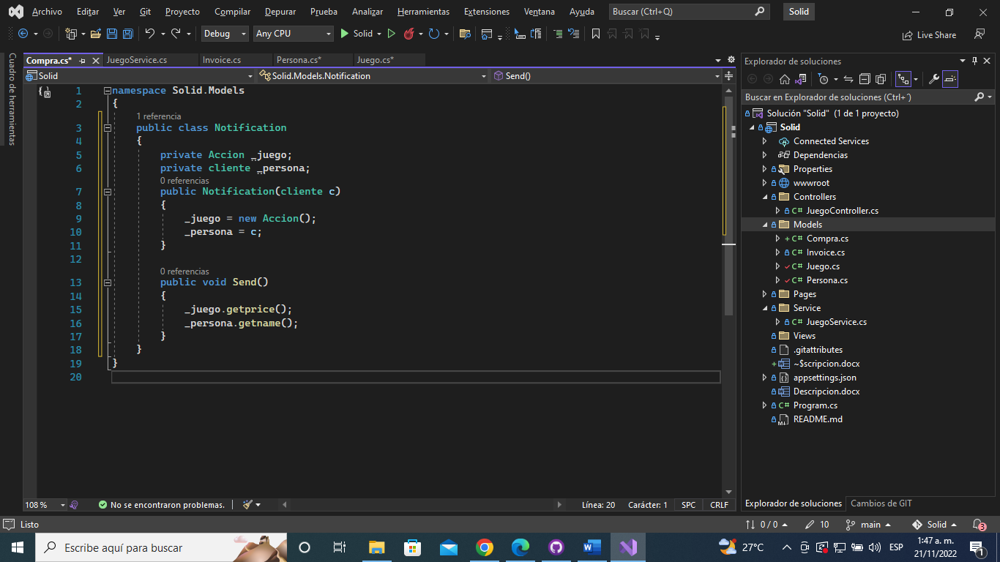 Archivo Editar Ver Git Proyecto Compilar Depurar Prueba Analizar Herramientas Extensiones Ventana Ayuda Buscar (Ctrl+Q) Solid
Debug Any CPU Solid Live Share
Cuadro de herramientas
Compra.cs* JuegoService.cs Invoice.cs Persona.cs* Juego.cs*
Solid Solid.Models.Notification Send()
1 namespace Solid.Models
2 {
1 referencia
3 public class Notification
4 {
5 private Accion _juego;
6 private cliente _persona;
0 referencias
7 public Notification(cliente c)
8 {
9 _juego = new Accion();
10 _persona = c;
11 }
12
0 referencias
13 public void Send()
14 {
15 _juego.getprice();
16 _persona.getname();
17 }
18 }
19 }
20
108 % No se encontraron problemas. Línea: 20 Carácter: 1 SPC CRLF
Explorador de soluciones
Buscar en Explorador de soluciones (Ctrl+´)
Solución "Solid" (1 de 1 proyecto)
Solid
Connected Services
Dependencias
Properties
wwwroot
Controllers
C# JuegoController.cs
Models
C# Compra.cs
C# Invoice.cs
C# Juego.cs
C# Persona.cs
Pages
Service
C# JuegoService.cs
Views
.gitattributes
~$scripcion.docx
appsettings.json
Descripcion.docx
C# Program.cs
README.md
Explorador de soluciones Cambios de GIT
Listo 0 / 0 10 main Solid 3
Escribe aquí para buscar 27°C ESP 1:47 a. m.
21/11/2022 1